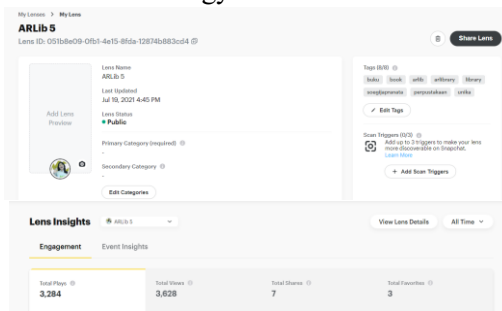 My Lenses > My Lens
ARLib 5
Lens ID: 051b8e09-0fb1-4e15-8fda-12874b883cd4
Share Lens
Add Lens
Preview
Lens Name
ARLib 5
Last Updated
Jul 19, 2021 4:45 PM
Lens Status
Public
Primary Category (required)
-
Secondary Category
-
Edit Categories
Tags (8/8)
buku book arlib artlibrary library
perpustakaan unika
Edit Tags
Scan Triggers (0/3)
Add up to 3 triggers to make your lens
more discoverable on Snapchat.
Learn More
+ Add Scan Triggers
Lens Insights ARLib 5 View Lens Details All Time
Engagement Event Insights
Total Plays Total Views Total Shares Total Favorites
3,284 3,628 7 3